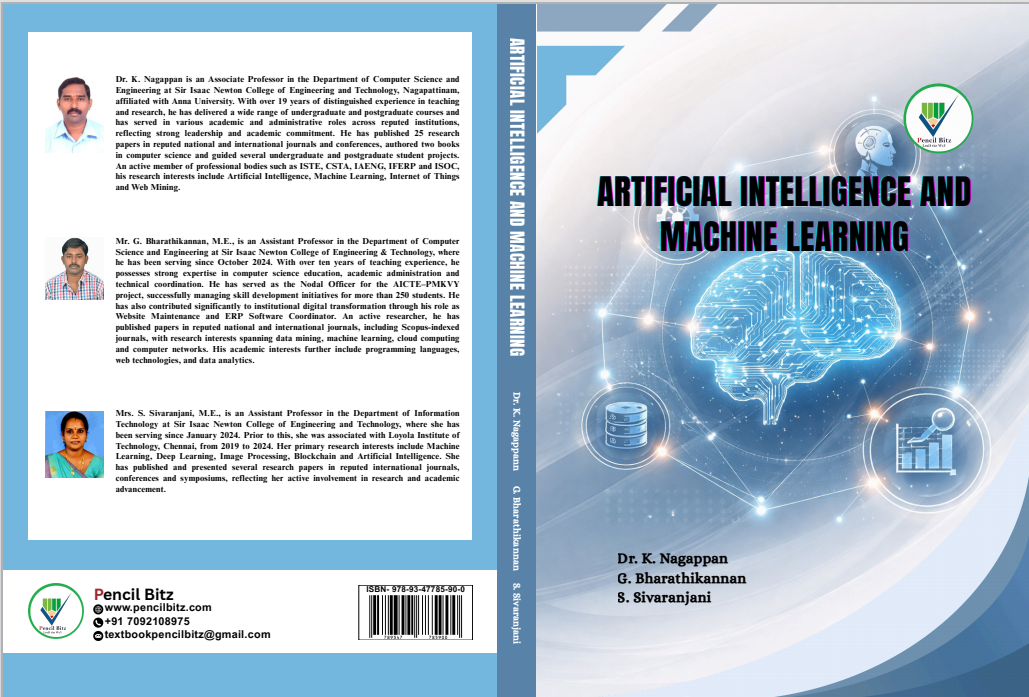 Dr. K. Nagappan is an Associate Professor in the Department of Computer Science and
Engineering at Sir Isaac Newton College of Engineering and Technology, Nagapattinam,
affiliated with Anna University. With over 19 years of distinguished experience in teaching
and research, he has delivered a wide range of undergraduate and postgraduate courses and
has served in various academic and administrative roles across reputed institutions,
reflecting strong leadership and academic commitment. He has published 25 research
papers in reputed national and international journals and conferences, authored two books
in computer science and guided several undergraduate and postgraduate student projects.
An active member of professional bodies such as ISTE, CSTA, IAENG, IFERP and ISOC,
his research interests include Artificial Intelligence, Machine Learning, Internet of Things
and Web Mining.
Mr. G. Bharathikannan, M.E., is an Assistant Professor in the Department of Computer
Science and Engineering at Sir Isaac Newton College of Engineering & Technology, where
he has been serving since October 2024. With over ten years of teaching experience, he
possesses strong expertise in computer science education, academic administration and
technical coordination. He has served as the Nodal Officer for the AICTE–PMKVY
project, successfully managing skill development initiatives for more than 250 students. He
has also contributed significantly to institutional digital transformation through his role as
Website Maintenance and ERP Software Coordinator. An active researcher, he has
published papers in reputed national and international journals, including Scopus-indexed
journals, with research interests spanning data mining, machine learning, cloud computing
and computer networks. His academic interests further include programming languages,
web technologies, and data analytics.
Mrs. S. Sivaranjani, M.E., is an Assistant Professor in the Department of Information
Technology at Sir Isaac Newton College of Engineering and Technology, where she has
been serving since January 2024. Prior to this, she was associated with Loyola Institute of
Technology, Chennai, from 2019 to 2024. Her primary research interests include Machine
Learning, Deep Learning, Image Processing, Blockchain and Artificial Intelligence. She
has published and presented several research papers in reputed international journals,
conferences and symposiums, reflecting her active involvement in research and academic
advancement.
Pencil Bitz
Pencil Bitz
www.pencilbitz.com
+91 7092108975
textbookpencilbitz@gmail.com
ISBN- 978-93-47785-90-0
ARTIFICIAL INTELLIGENCE AND MACHINE LEARNING
Dr. K. Nagappann
G. Bharathikannan
S. Sivaranjani
Pencil Bitz
ARTIFICIAL INTELLIGENCE AND
MACHINE LEARNING
Dr. K. Nagappan
G. Bharathikannan
S. Sivaranjani